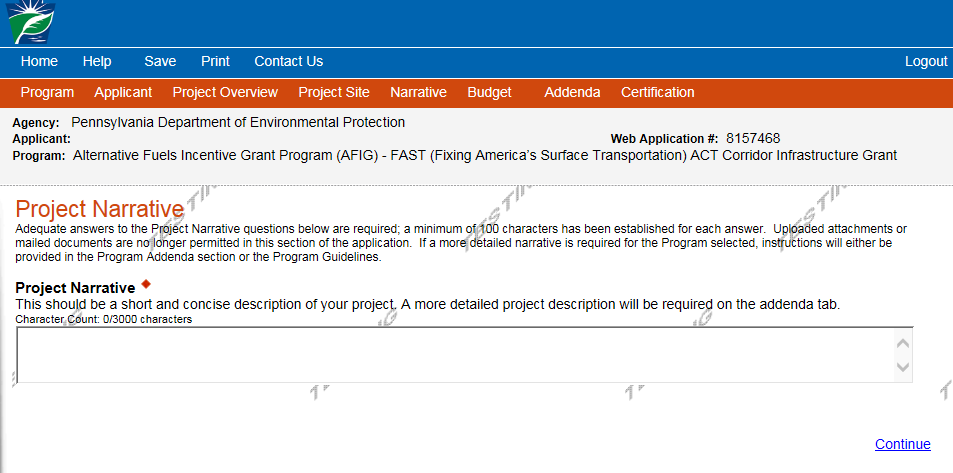 Home Help Save Print Contact Us Logout
Program Applicant Project Overview Project Site Narrative Budget Addenda Certification
Agency: Pennsylvania Department of Environmental Protection
Applicant: Web Application #: 8157468
Program: Alternative Fuels Incentive Grant Program (AFIG) - FAST (Fixing America's Surface Transportation) ACT Corridor Infrastructure Grant
Project Narrative
Adequate answers to the Project Narrative questions below are required; a minimum of 100 characters has been established for each answer. Uploaded attachments or
mailed documents are no longer permitted in this section of the application. If a more detailed narrative is required for the Program selected, instructions will either be
provided in the Program Addenda section or the Program Guidelines.
Project Narrative
This should be a short and concise description of your project. A more detailed project description will be required on the addenda tab.
Character Count: 0/3000 characters
Continue